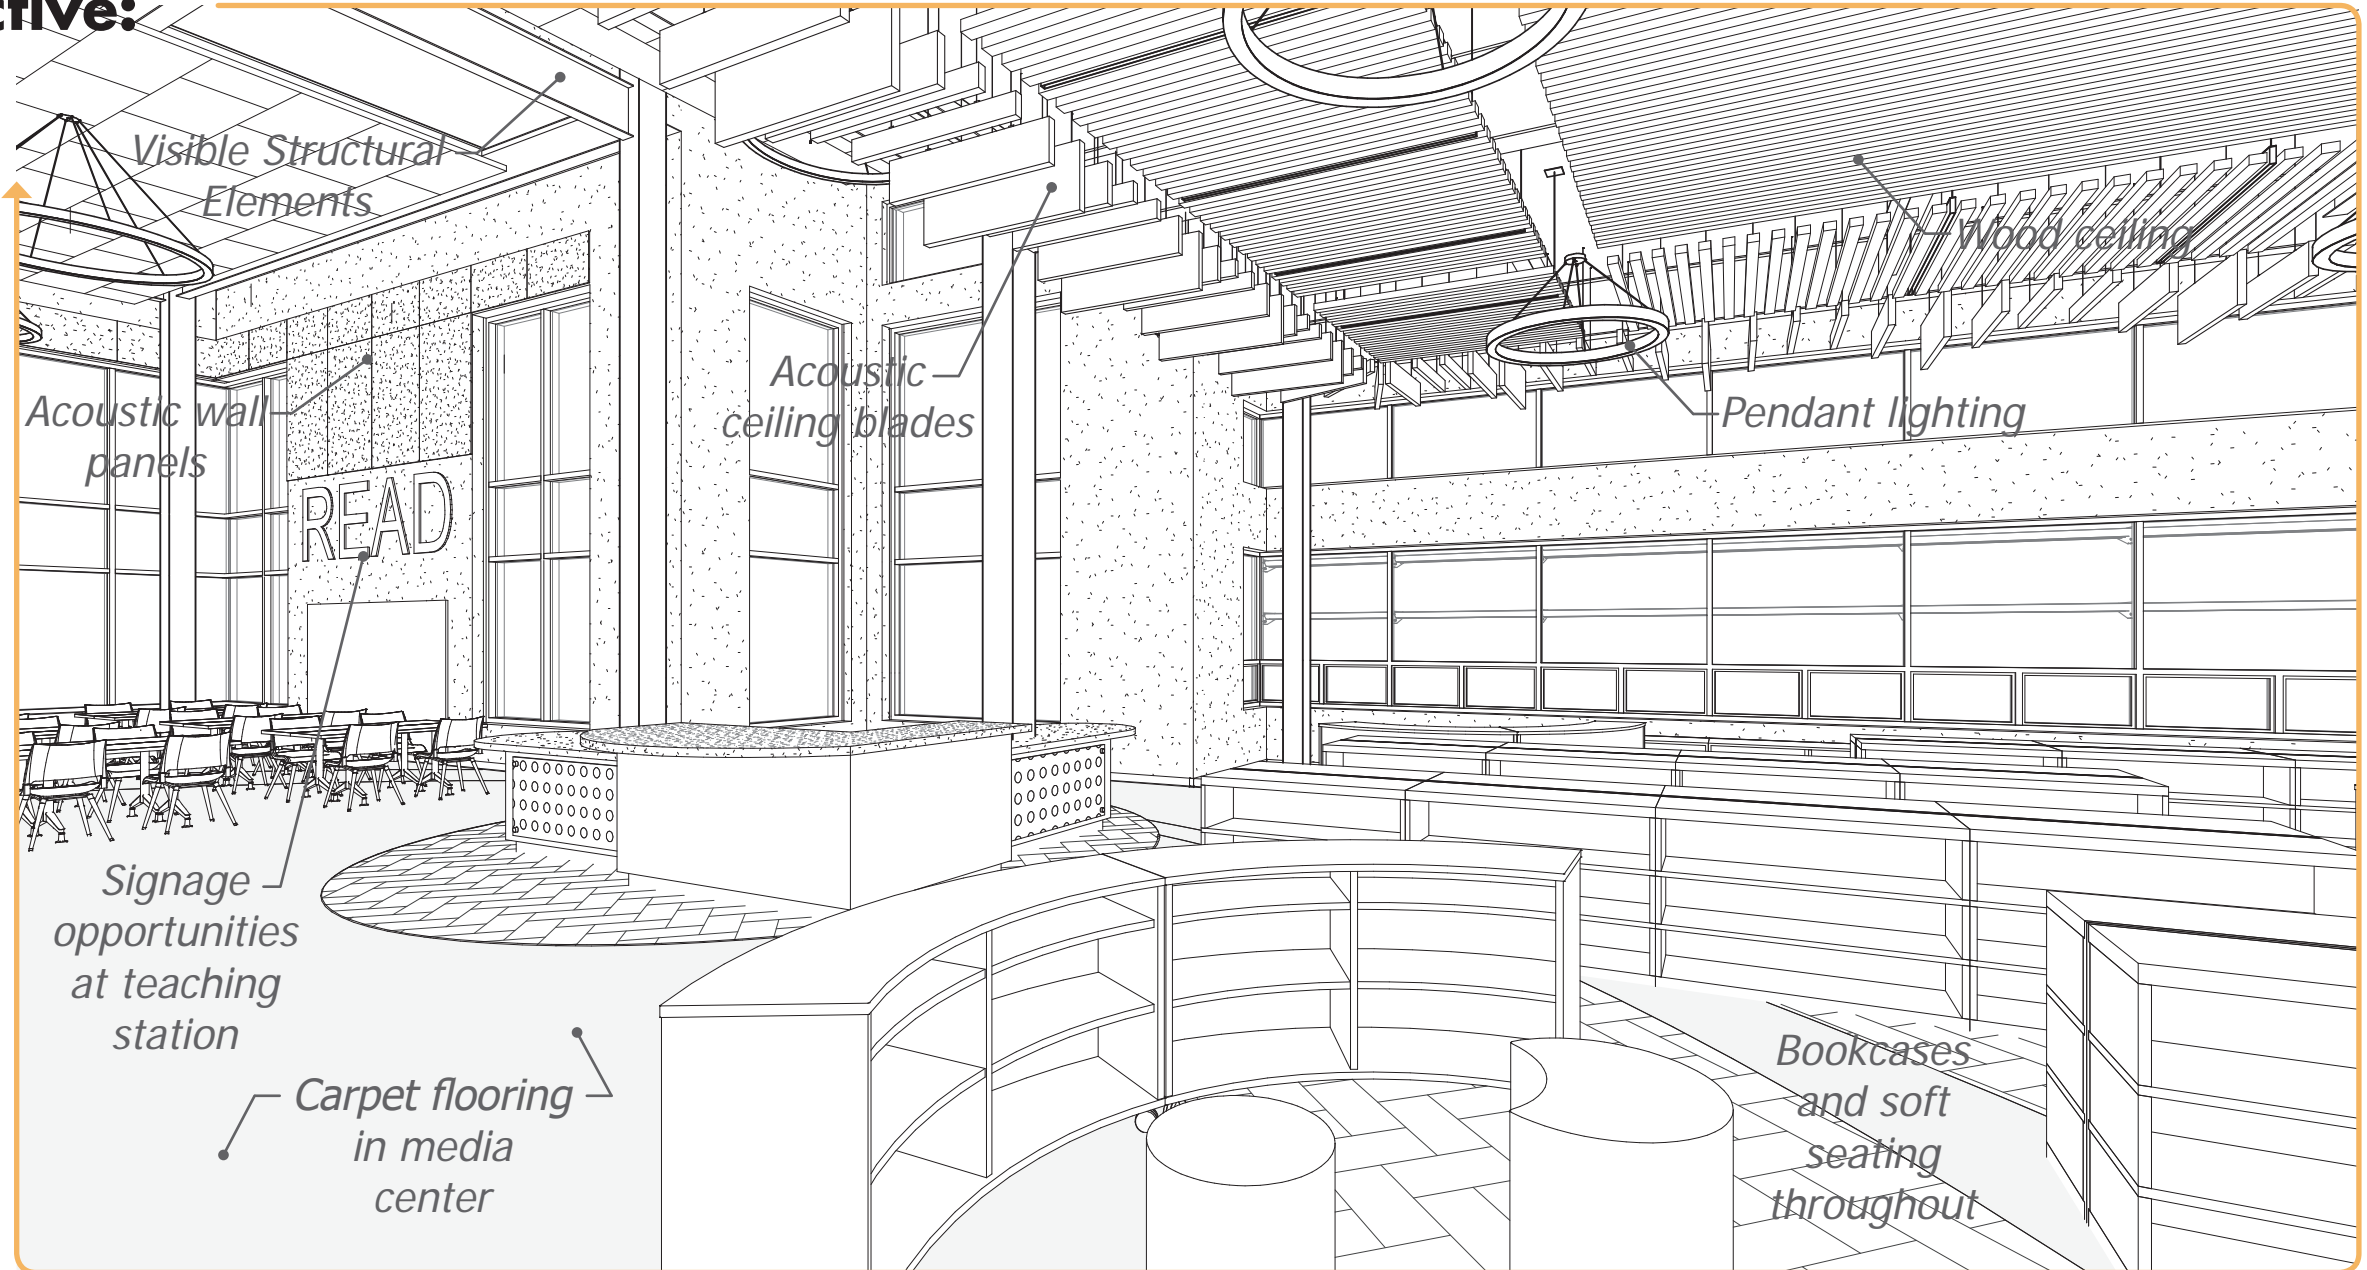 ctive:
Visible Structural
Elements
Wood ceiling
Acoustic
ceiling blades
Acoustic wall
panels
Pendant lighting
READ
Signage
opportunities
at teaching
station
Carpet flooring
in media
center
Bookcases
and soft
seating
throughout